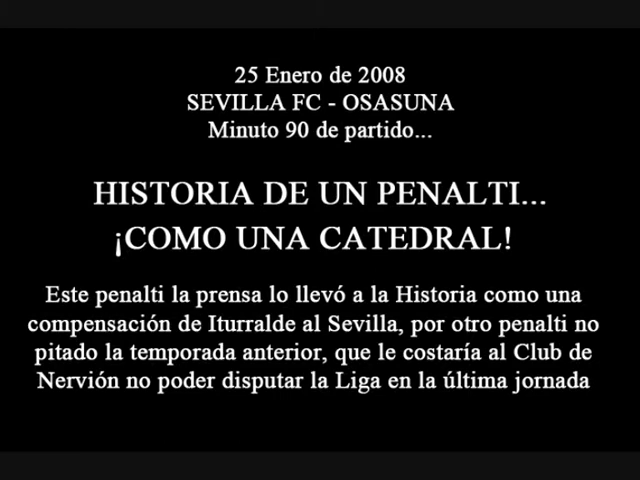 25 Enero de 2008
SEVILLA FC - OSASUNA
Minuto 90 de partido...
HISTORIA DE UN PENALTI...
¡COMO UNA CATEDRAL!
Este penalti la prensa lo llevó a la Historia como una
compensación de Iturralde al Sevilla, por otro penalti no
pitado la temporada anterior, que le costaría al Club de
Nervión no poder disputar la Liga en la última jornada